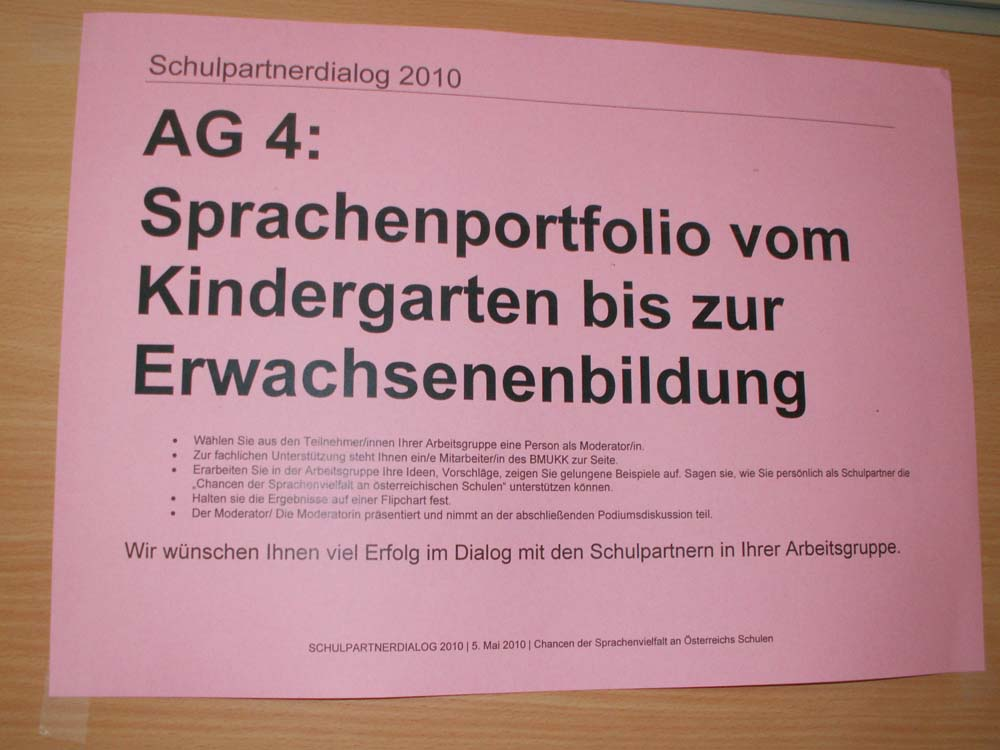 Schulpartnerdialog 2010
AG 4:
Sprachenportfolio vom
Kindergarten bis zur
Erwachsenenbildung
• Wählen Sie aus den Teilnehmer/innen Ihrer Arbeitsgruppe eine Person als Moderator/in.
• Zur fachlichen Unterstützung steht Ihnen ein/e Mitarbeiter/in des BMUKK zur Seite.
• Erarbeiten Sie in der Arbeitsgruppe Ihre Ideen, Vorschläge, zeigen Sie gelungene Beispiele auf. Sagen sie, wie Sie persönlich als Schulpartner die
„Chancen der Sprachenvielfalt an österreichischen Schulen“ unterstützen können.
• Halten sie die Ergebnisse auf einer Flipchart fest.
• Der Moderator/ Die Moderatorin präsentiert und nimmt an der abschließenden Podiumsdiskussion teil.
Wir wünschen Ihnen viel Erfolg im Dialog mit den Schulpartnern in Ihrer Arbeitsgruppe.
SCHULPARTNERDIALOG 2010 | 5. Mai 2010 | Chancen der Sprachenvielfalt an Österreichs Schulen